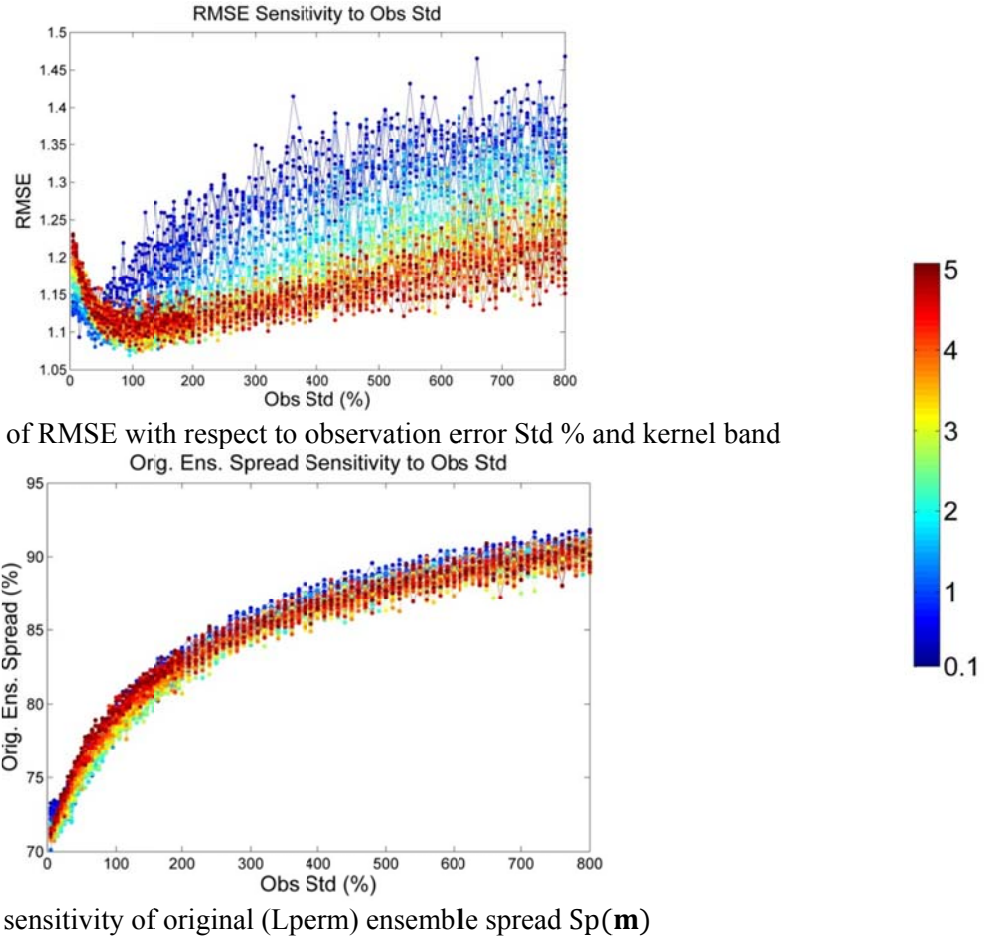 RMSE Sensitivity to Obs Std
1.5
1.45
1.4
1.35
1.3
1.25
1.2
1.15
1.1
1.05
RMSE
0 100 200 300 400 500 600 700 800
Obs Std (%)
of RMSE with respect to observation error Std % and kernel band
Orig. Ens. Spread Sensitivity to Obs Std
95
90
85
80
75
70
Orig. Ens. Spread (%)
0 100 200 300 400 500 600 700 800
Obs Std (%)
sensitivity of original (Lperm) ensemble spread Sp(m)
5
4
3
2
1
0.1